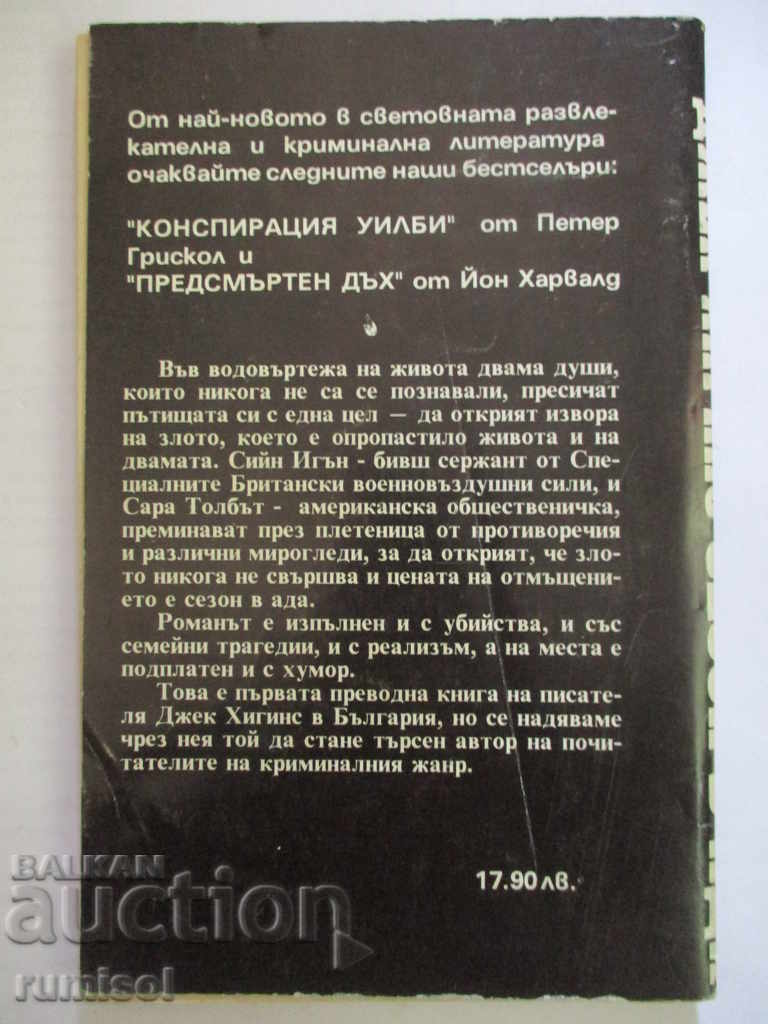 От най-новото в световната развле-
кателна и криминална литература
очаквайте следните наши бестселъри:
"КОНСПИРАЦИЯ УИЛБИ" от Петер
Грискол и
"ПРЕДСМЪРТЕН ДЪХ" от Йон Харвалд
Във водовъртежа на живота двама души,
които никога не са се познавали, пресичат
пътищата си с една цел — да открият извора
на злото, което е опропастило живота и на
двамата. Сийн Игън - бивш сержант от Спе-
циалните Британски военновъздушни сили, и
Сара Толбът - американска общественичка,
преминават през плетеница от противоречия
и различни мирогледи, за да открият, че зло-
то никога не свършва и цената на отмъщени-
ето е сезон в ада.
Романът е изпълнен и с убийства, и със
семейни трагедии, и с реализъм, а на места е
подплатен и с хумор.
Това е първата преводна книга на писате-
ля Джек Хигинс в България, но се надяваме
чрез нея той да стане търсен автор на почи-
тателите на криминалния жанр.
17.90 лв.
BALKAN
auction
rumisol